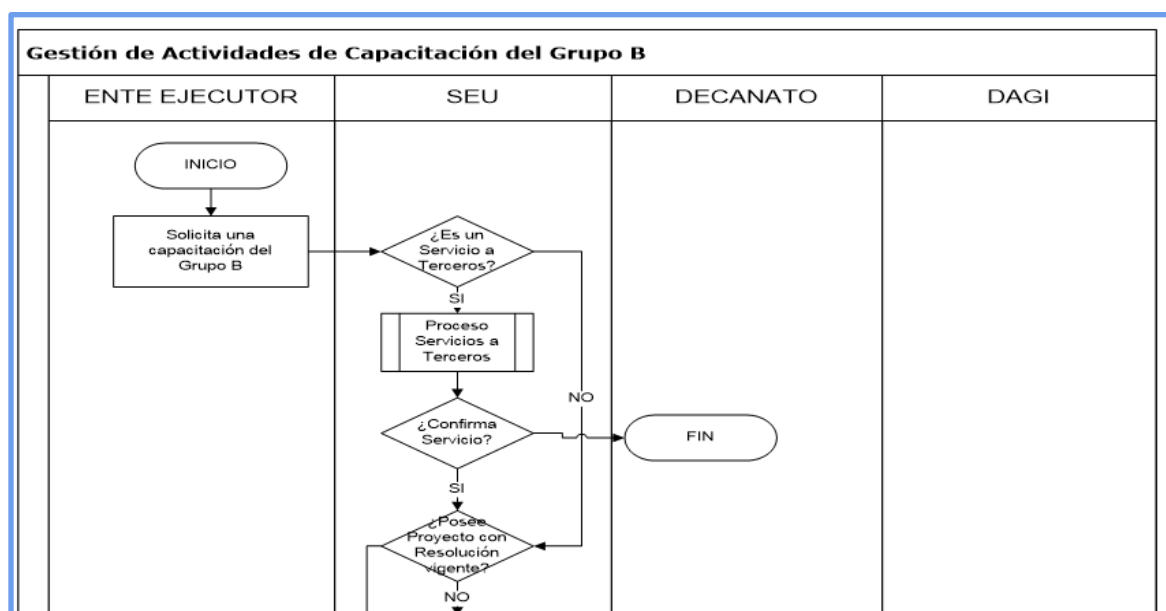 Gestión de Actividades de Capacitación del Grupo B
ENTE EJECUTOR
SEU
DECANATO
DAGI
INICIO
Solicita una
capacitación del
Grupo B
¿Es un
Servicio a
Terceros?
SI
Proceso
Servicios a
Terceros
NO
¿Confirma
Servicio?
FIN
SI
¿Posee
Proyecto con
Resolución
vigente?
NO